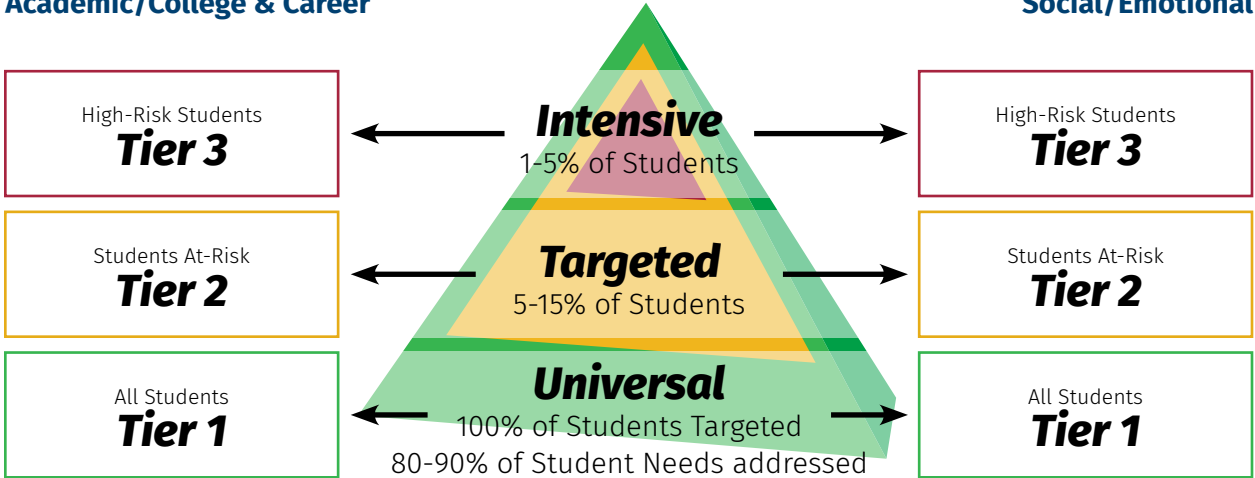 Academic/College & Career
Social/Emotional
High-Risk Students
Tier 3
Intensive
1-5% of Students
High-Risk Students
Tier 3
Students At-Risk
Tier 2
Targeted
5-15% of Students
Students At-Risk
Tier 2
All Students
Tier 1
Universal
100% of Students Targeted
80-90% of Student Needs addressed
All Students
Tier 1